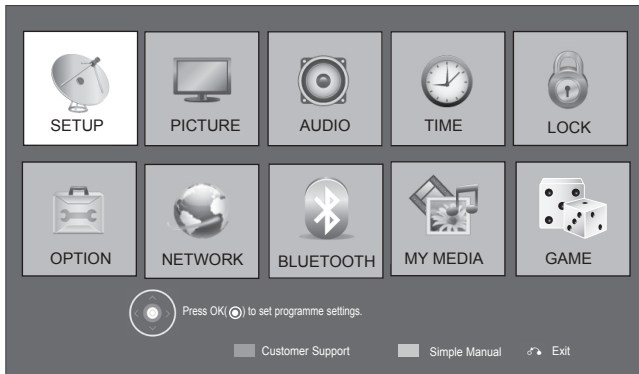 SETUP PICTURE AUDIO TIME LOCK
OPTION NETWORK BLUETOOTH MY MEDIA GAME
Press OK(◉) to set programme settings.
Customer Support Simple Manual Exit